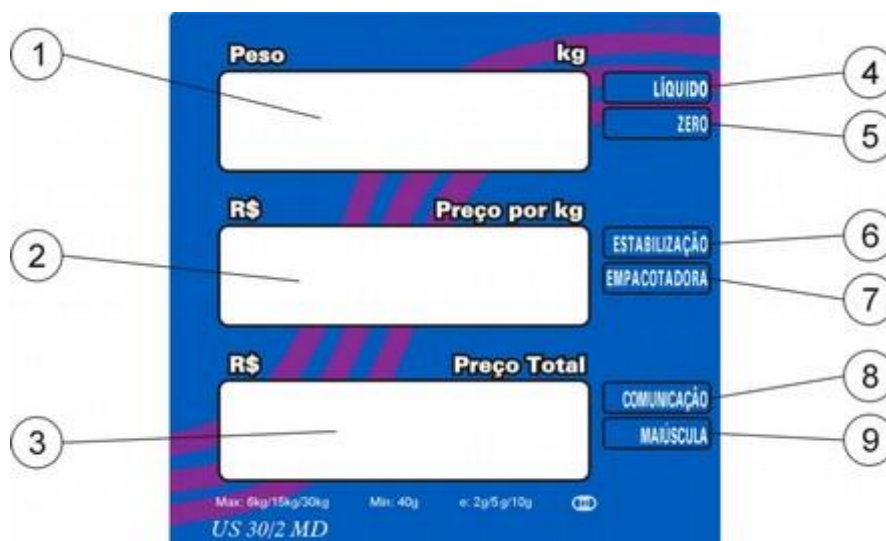 1
Peso kg
LÍQUIDO
4
ZERO
5
R$ Preço por kg
2
ESTABILIZAÇÃO
6
EMPACOTADORA
7
R$ Preço Total
3
COMUNICAÇÃO
8
MAIÚSCULA
9
Max: 6kg/15kg/30kg Min: 40g e: 2g/5g/10g
US 30/2 MD